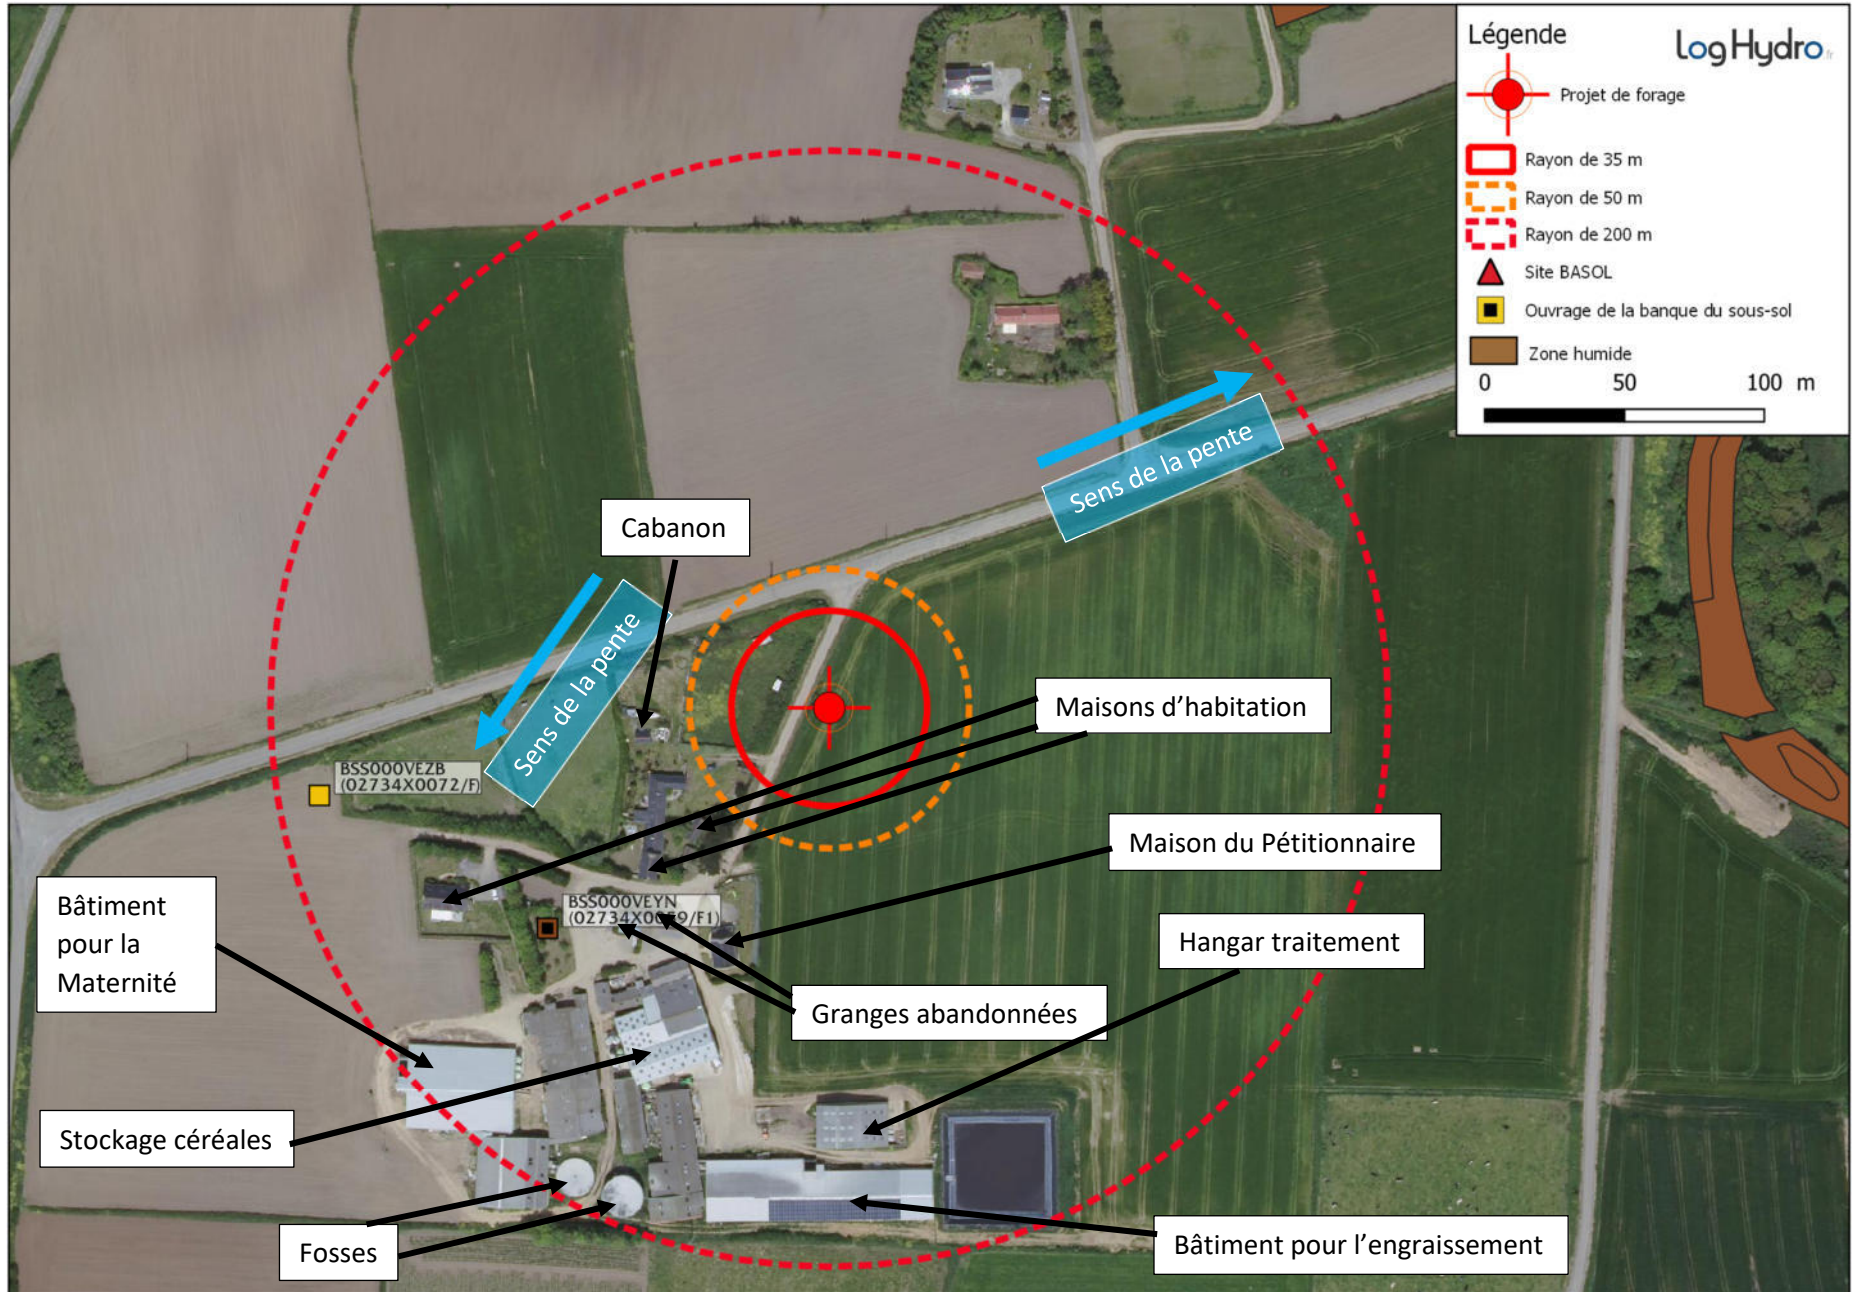 Légende
LogHydro.fr
Projet de forage
Rayon de 35 m
Rayon de 50 m
Rayon de 200 m
Site BASOL
Ouvrage de la banque du sous-sol
Zone humide
0 50 100 m
Sens de la pente
Cabanon
Sens de la pente
Maisons d'habitation
BSS000VEZB
(02734X0072/F)
Maison du Pétitionnaire
Bâtiment
pour la
Maternité
BSS000VEYN
(02734X0059/F1)
Hangar traitement
Granges abandonnées
Stockage céréales
Fosses
Bâtiment pour l'engraissement